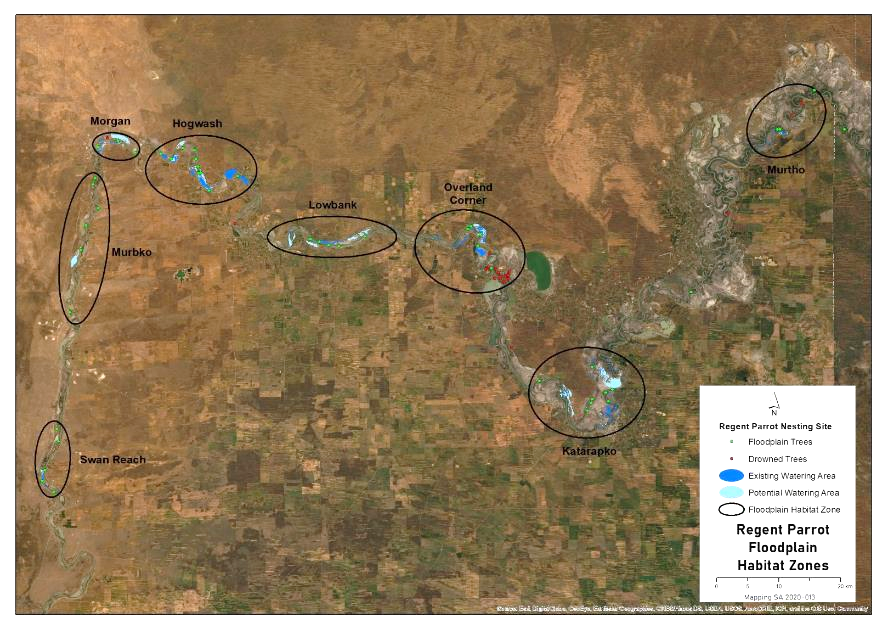 Morgan
Hogwash
Overland
Corner
Lowbank
Murtho
Murbko
Katarapko
Swan Reach
N
Regent Parrot Nesting Site
Floodplain Trees
Drowned Trees
Existing Watering Area
Potential Watering Area
Floodplain Habitat Zone
Regent Parrot
Floodplain
Habitat Zones
0 5 10 20 km
Mapping SA 2020-013